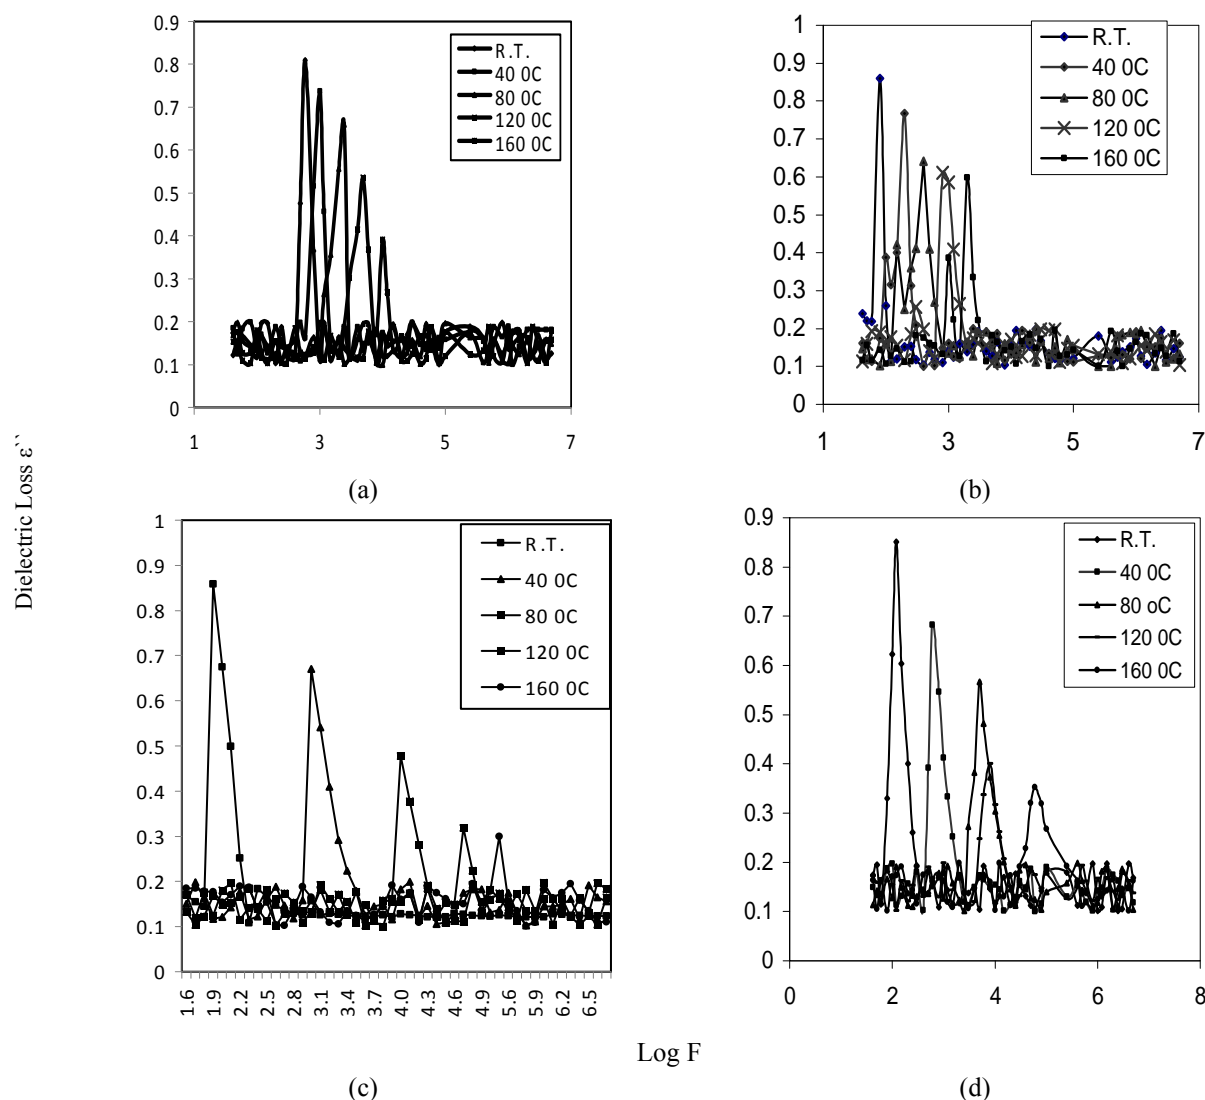 0.9
0.8
0.7
0.6
0.5
0.4
0.3
0.2
0.1
0
1 3 5 7
R.T.
40 0C
80 0C
120 0C
160 0C
(a)
1
0.9
0.8
0.7
0.6
0.5
0.4
0.3
0.2
0.1
0
1 3 5 7
R.T.
40 0C
80 0C
120 0C
160 0C
(b)
Dielectric Loss ε``
1
0.9
0.8
0.7
0.6
0.5
0.4
0.3
0.2
0.1
0
1.6 1.9 2.2 2.5 2.8 3.1 3.4 3.7 4.0 4.3 4.6 4.9 5.6 5.9 6.2 6.5
R.T.
40 0C
80 0C
120 0C
160 0C
(c)
0.9
0.8
0.7
0.6
0.5
0.4
0.3
0.2
0.1
0
0 2 4 6 8
R.T.
40 0C
80 oC
120 0C
160 0C
Log F
(d)